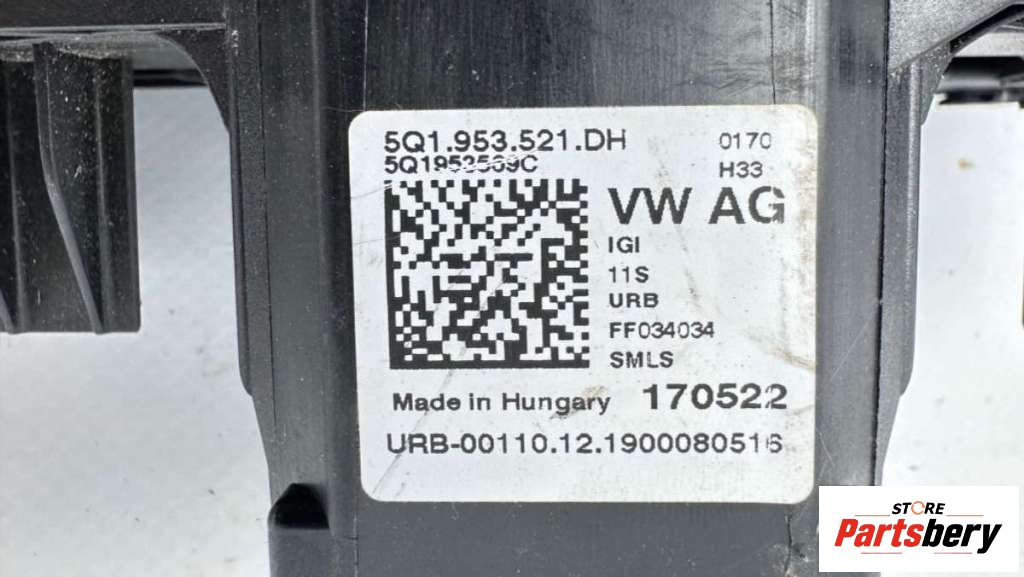 5Q1.953.521.DH
0170
5Q1953569C
H33
VW AG
IGI
11S
URB
FF034034
SMLS
Made in Hungary 170522
URB-00110.12.1900080516
STORE
Partsbery